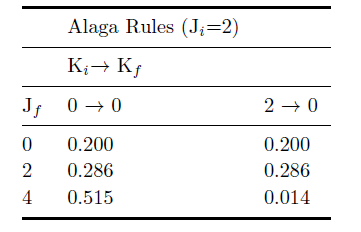 Alaga Rules (J_i=2)
K_i→ K_f
J_f 0 → 0 2 → 0
0 0.200 0.200
2 0.286 0.286
4 0.515 0.014